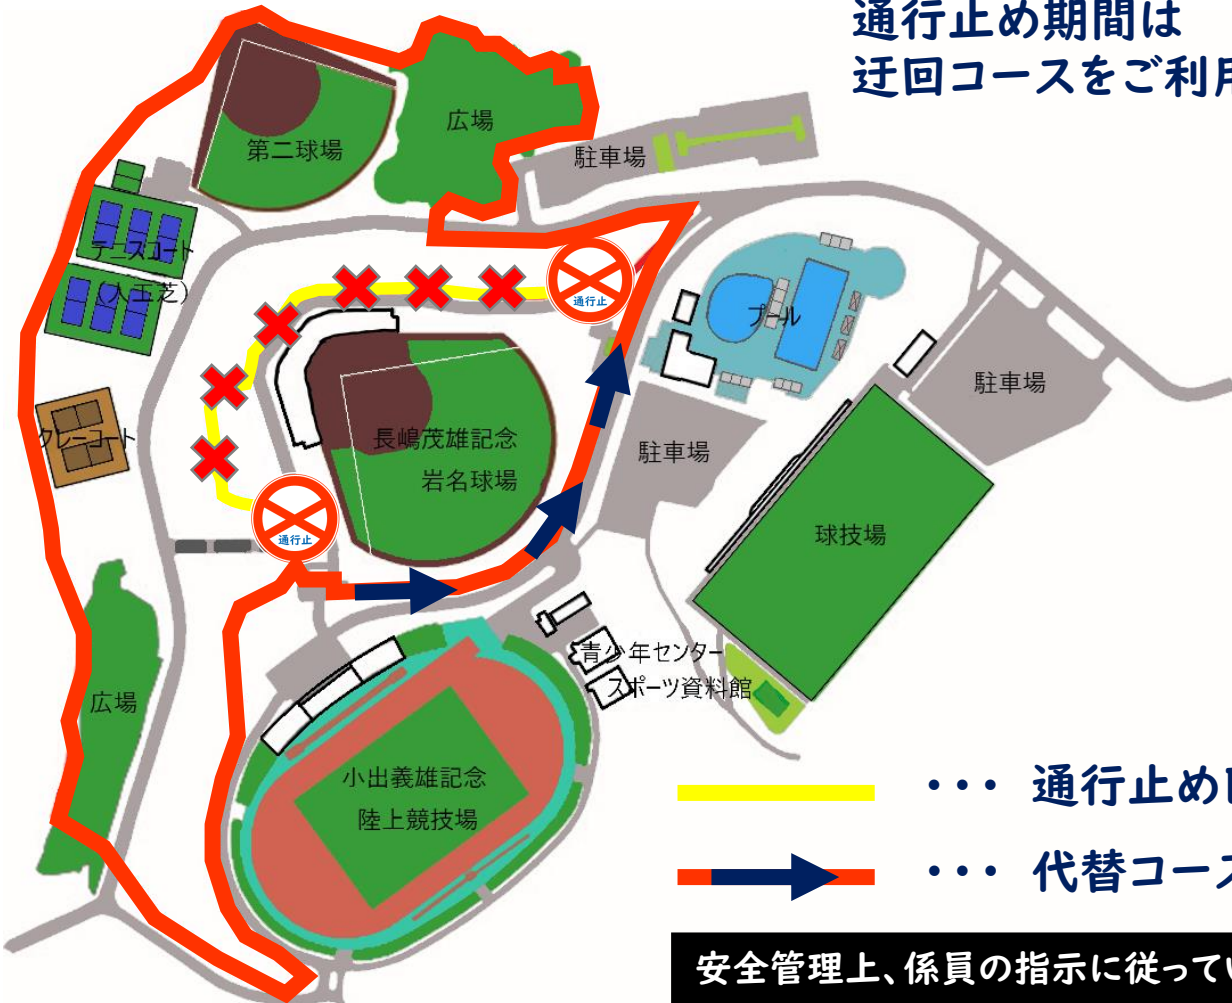 通行止め期間は
迂回コースをご利用
広場
第二球場
駐車場
テニスコート
（人工芝）
通行止
プール
クレーコート
長嶋茂雄記念
岩名球場
駐車場
駐車場
球技場
通行止
青少年センター
スポーツ資料館
広場
小出義雄記念
陸上競技場
・・・ 通行止め
・・・ 代替コース
安全管理上、係員の指示に従って